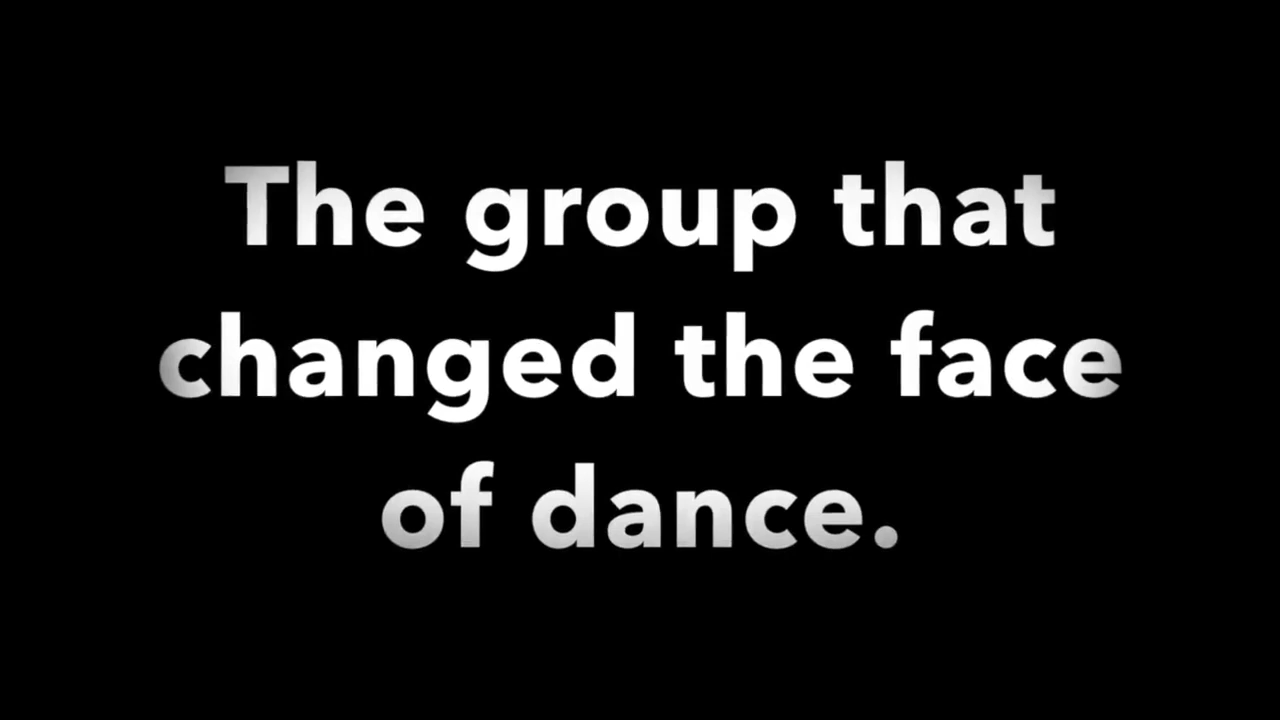 The group that
changed the face
of dance.